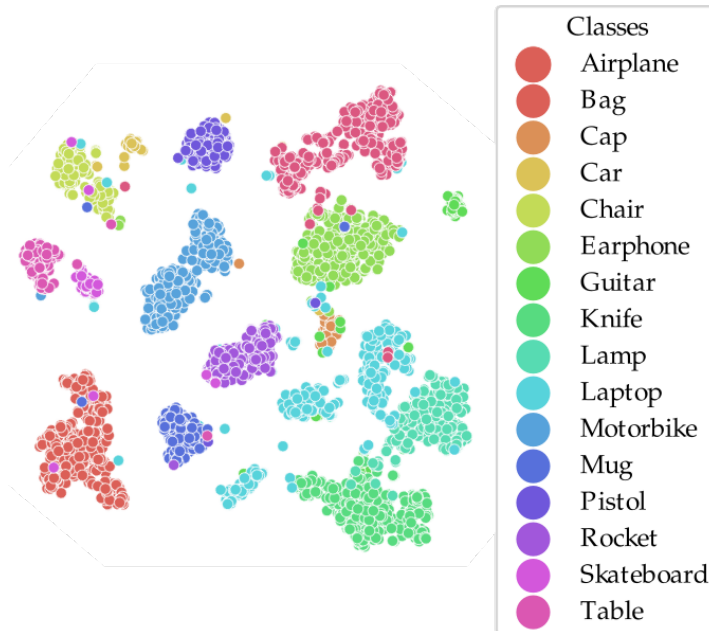 Classes
Airplane
Bag
Cap
Car
Chair
Earphone
Guitar
Knife
Lamp
Laptop
Motorbike
Mug
Pistol
Rocket
Skateboard
Table